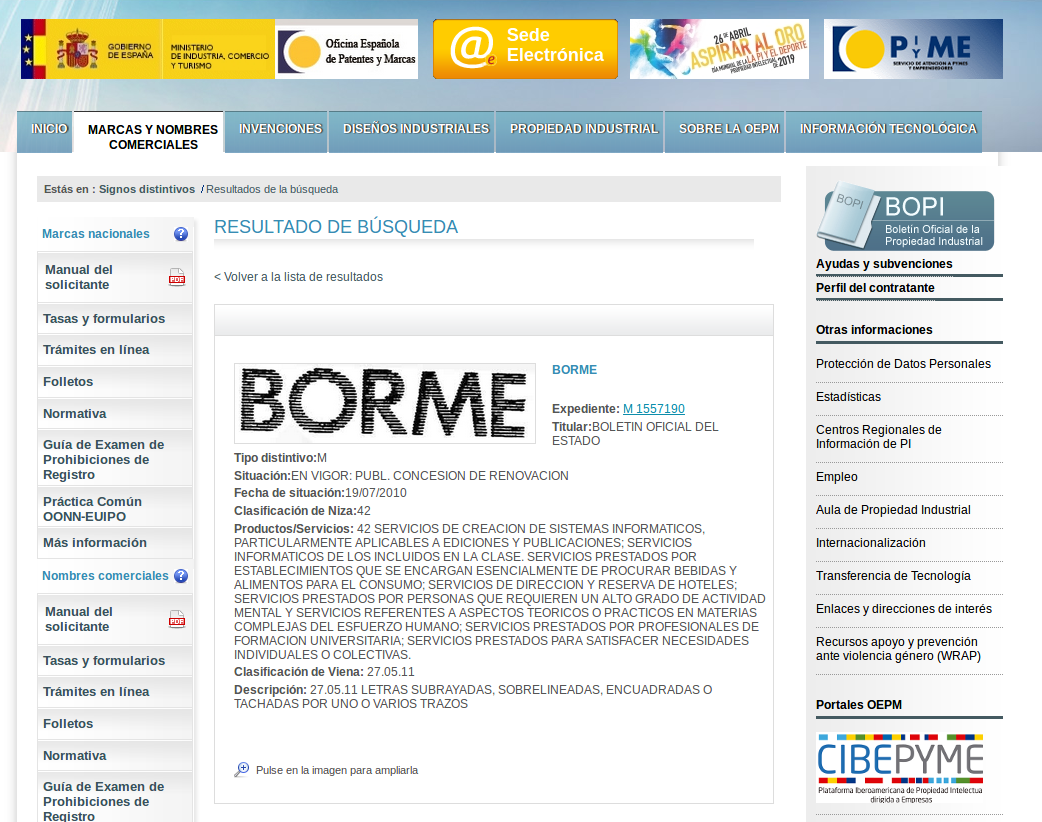 GOBIERNO
DE ESPAÑA
MINISTERIO
DE INDUSTRIA, COMERCIO
Y TURISMO
Oficina Española
de Patentes y Marcas
@e
Sede
Electrónica
26 DE ABRIL
ASPIRAR AL ORO
DÍA MUNDIAL DE LA PI
LA PI Y EL DEPORTE
PROPIEDAD INTELECTUAL
DE 2019
PYME
SERVICIO DE ATENCION A PYMES
Y EMPRENDEDORES
INICIO
MARCAS Y NOMBRES
COMERCIALES
INVENCIONES
DISEÑOS INDUSTRIALES
PROPIEDAD INDUSTRIAL
SOBRE LA OEPM
INFORMACIÓN TECNOLÓGICA
Estás en : Signos distintivos / Resultados de la búsqueda
Marcas nacionales ?
Manual del
solicitante
PDF
Tasas y formularios
Trámites en línea
Folletos
Normativa
Guía de Examen de
Prohibiciones de
Registro
Práctica Común
OONN-EUIPO
Más información
Nombres comerciales ?
Manual del
solicitante
PDF
Tasas y formularios
Trámites en línea
Folletos
Normativa
Guía de Examen de
Prohibiciones de
Registro
RESULTADO DE BÚSQUEDA
< Volver a la lista de resultados
BORME
BORME
Expediente: M 1557190
Titular:BOLETIN OFICIAL DEL
ESTADO
Tipo distintivo:M
Situación:EN VIGOR: PUBL. CONCESION DE RENOVACION
Fecha de situación:19/07/2010
Clasificación de Niza:42
Productos/Servicios: 42 SERVICIOS DE CREACION DE SISTEMAS INFORMATICOS,
PARTICULARMENTE APLICABLES A EDICIONES Y PUBLICACIONES; SERVICIOS
INFORMATICOS DE LOS INCLUIDOS EN LA CLASE. SERVICIOS PRESTADOS POR
ESTABLECIMIENTOS QUE SE ENCARGAN ESENCIALMENTE DE PROCURAR BEBIDAS Y
ALIMENTOS PARA EL CONSUMO; SERVICIOS DE DIRECCION Y RESERVA DE HOTELES;
SERVICIOS PRESTADOS POR PERSONAS QUE REQUIEREN UN ALTO GRADO DE ACTIVIDAD
MENTAL Y SERVICIOS REFERENTES A ASPECTOS TEORICOS O PRACTICOS EN MATERIAS
COMPLEJAS DEL ESFUERZO HUMANO; SERVICIOS PRESTADOS POR PROFESIONALES DE
FORMACION UNIVERSITARIA; SERVICIOS PRESTADOS PARA SATISFACER NECESIDADES
INDIVIDUALES O COLECTIVAS.
Clasificación de Viena: 27.05.11
Descripción: 27.05.11 LETRAS SUBRAYADAS, SOBRELINEADAS, ENCUADRADAS O
TACHADAS POR UNO O VARIOS TRAZOS
Pulse en la imagen para ampliarla
BOPI
BOPI
Boletin Oficial de la
Propiedad Industrial
Ayudas y subvenciones
Perfil del contratante
Otras informaciones
Protección de Datos Personales
Estadísticas
Centros Regionales de
Información de PI
Empleo
Aula de Propiedad Industrial
Internacionalización
Transferencia de Tecnología
Enlaces y direcciones de interés
Recursos apoyo y prevención
ante violencia género (WRAP)
Portales OEPM
CIBEPYME
Plataforma Iberoamericana de Propiedad Intelectua
dirigida a Empresas